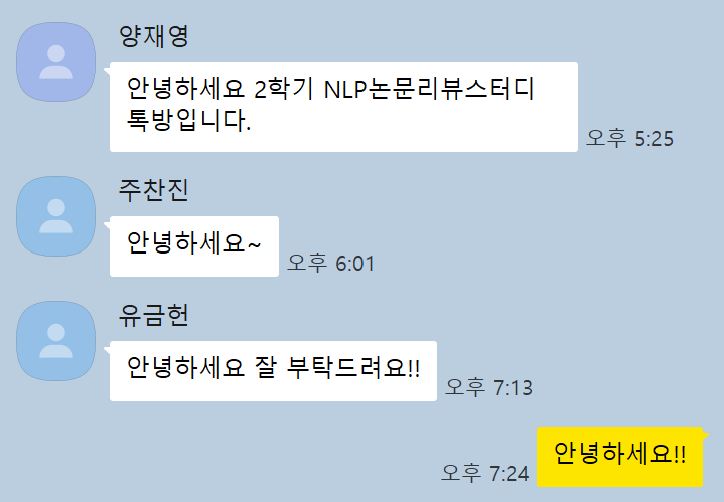 양재영
안녕하세요 2학기 NLP논문리뷰스터디
톡방입니다.
오후 5:25
주찬진
안녕하세요~
오후 6:01
유금헌
안녕하세요 잘 부탁드려요!!
오후 7:13
안녕하세요!!
오후 7:24